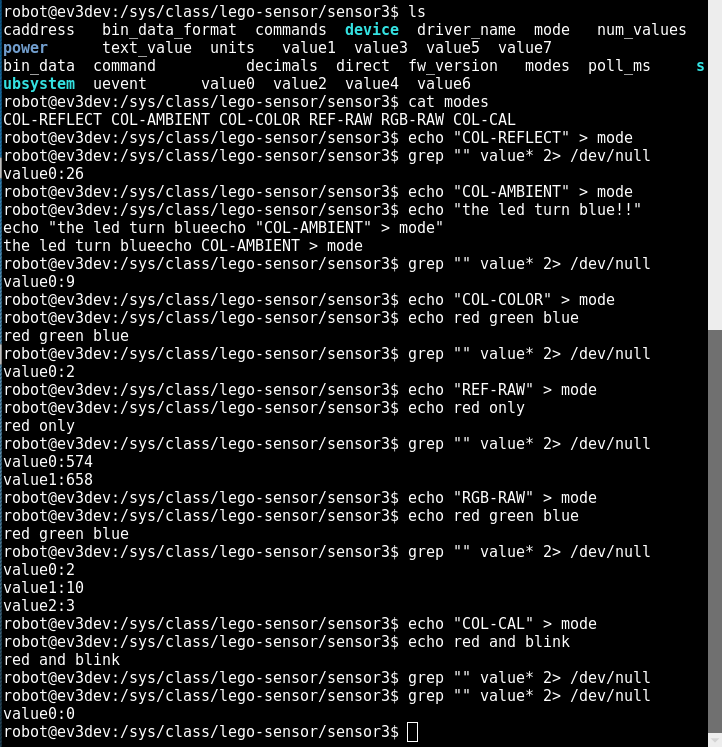 robot@ev3dev:/sys/class/lego-sensor/sensor3$ ls
caddress   bin_data_format  commands  device  driver_name  mode   num_values
power      text_value  units   value1  value3  value5  value7
bin_data  command          decimals  direct  fw_version   modes  poll_ms     s
ubsystem  uevent      value0  value2  value4  value6
robot@ev3dev:/sys/class/lego-sensor/sensor3$ cat modes
COL-REFLECT COL-AMBIENT COL-COLOR REF-RAW RGB-RAW COL-CAL
robot@ev3dev:/sys/class/lego-sensor/sensor3$ echo "COL-REFLECT" > mode
robot@ev3dev:/sys/class/lego-sensor/sensor3$ grep "" value* 2> /dev/null
value0:26
robot@ev3dev:/sys/class/lego-sensor/sensor3$ echo "COL-AMBIENT" > mode
robot@ev3dev:/sys/class/lego-sensor/sensor3$ echo "the led turn blue!!"
echo "the led turn blueecho "COL-AMBIENT" > mode"
the led turn blueecho COL-AMBIENT > mode
robot@ev3dev:/sys/class/lego-sensor/sensor3$ grep "" value* 2> /dev/null
value0:9
robot@ev3dev:/sys/class/lego-sensor/sensor3$ echo "COL-COLOR" > mode
robot@ev3dev:/sys/class/lego-sensor/sensor3$ echo red green blue
red green blue
robot@ev3dev:/sys/class/lego-sensor/sensor3$ grep "" value* 2> /dev/null
value0:2
robot@ev3dev:/sys/class/lego-sensor/sensor3$ echo "REF-RAW" > mode
robot@ev3dev:/sys/class/lego-sensor/sensor3$ echo red only
red only
robot@ev3dev:/sys/class/lego-sensor/sensor3$ grep "" value* 2> /dev/null
value0:574
value1:658
robot@ev3dev:/sys/class/lego-sensor/sensor3$ echo "RGB-RAW" > mode
robot@ev3dev:/sys/class/lego-sensor/sensor3$ echo red green blue
red green blue
robot@ev3dev:/sys/class/lego-sensor/sensor3$ grep "" value* 2> /dev/null
value0:2
value1:10
value2:3
robot@ev3dev:/sys/class/lego-sensor/sensor3$ echo "COL-CAL" > mode
robot@ev3dev:/sys/class/lego-sensor/sensor3$ echo red and blink
red and blink
robot@ev3dev:/sys/class/lego-sensor/sensor3$ grep "" value* 2> /dev/null
robot@ev3dev:/sys/class/lego-sensor/sensor3$ grep "" value* 2> /dev/null
value0:0
robot@ev3dev:/sys/class/lego-sensor/sensor3$